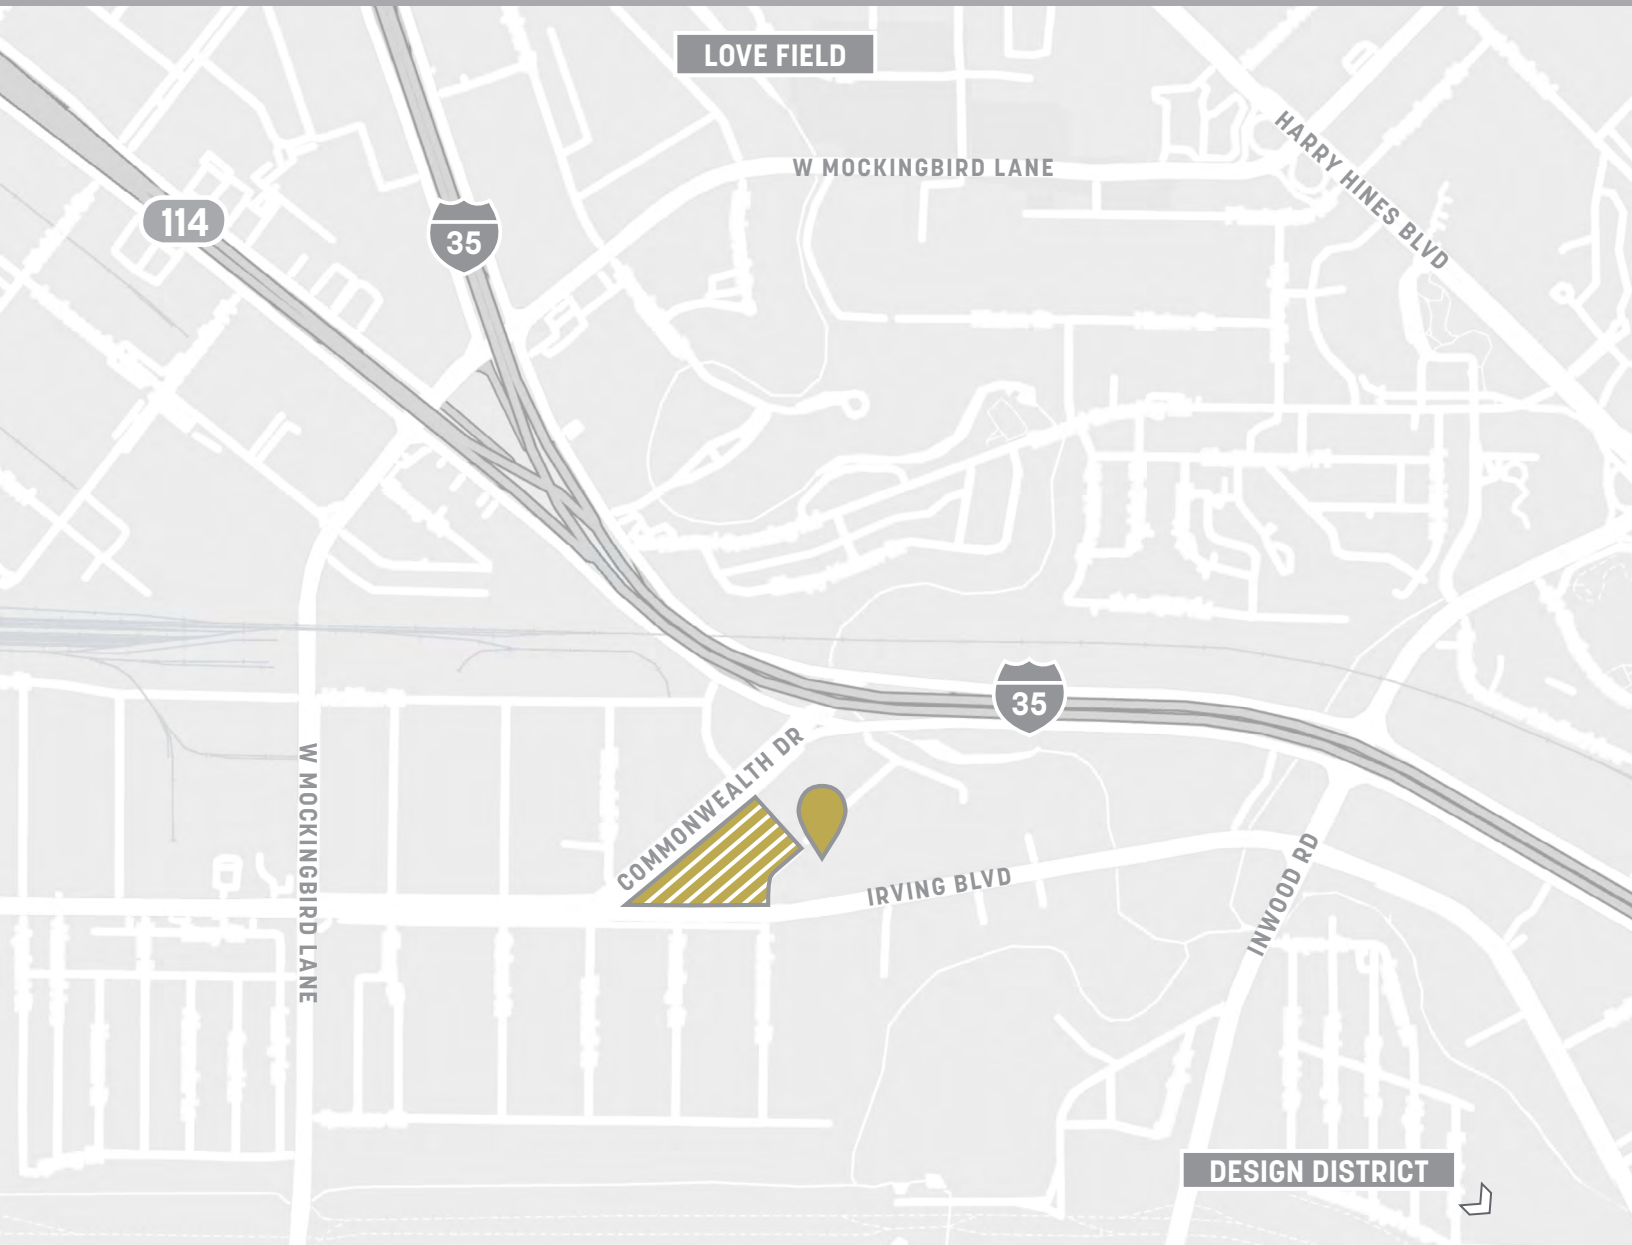 LOVE FIELD
HARRY HINES BLVD
W MOCKINGBIRD LANE
114
35
35
COMMONWEALTH DR
W MOCKINGBIRD LANE
IRVING BLVD
INWOOD RD
DESIGN DISTRICT